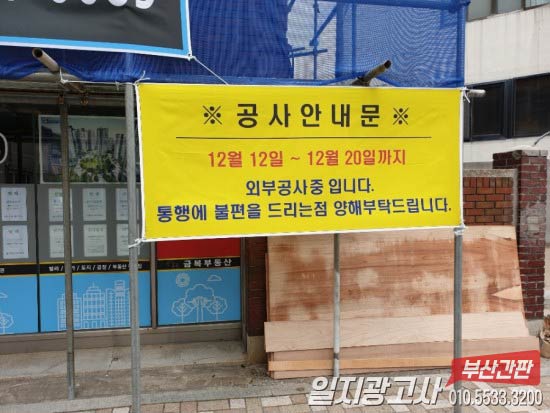 ※ 공사안내문 ※
12월 12일 ~ 12월 20일까지
외부공사중 입니다.
통행에 불편을 드리는점 양해부탁드립니다.
금복부동산
일지광고사
부산간판
010.5533.3200